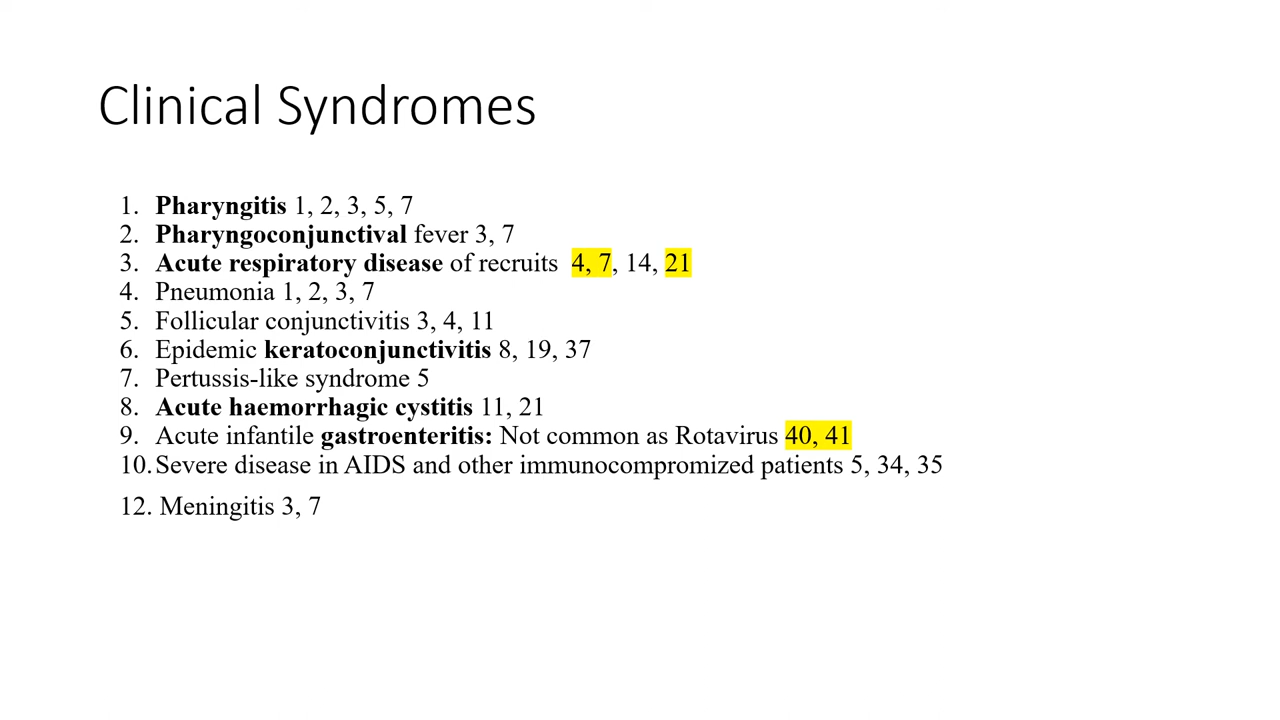 Clinical Syndromes
1. Pharyngitis 1, 2, 3, 5, 7
2. Pharyngoconjunctival fever 3, 7
3. Acute respiratory disease of recruits 4, 7, 14, 21
4. Pneumonia 1, 2, 3, 7
5. Follicular conjunctivitis 3, 4, 11
6. Epidemic keratoconjunctivitis 8, 19, 37
7. Pertussis-like syndrome 5
8. Acute haemorrhagic cystitis 11, 21
9. Acute infantile gastroenteritis: Not common as Rotavirus 40, 41
10. Severe disease in AIDS and other immunocompromized patients 5, 34, 35
12. Meningitis 3, 7